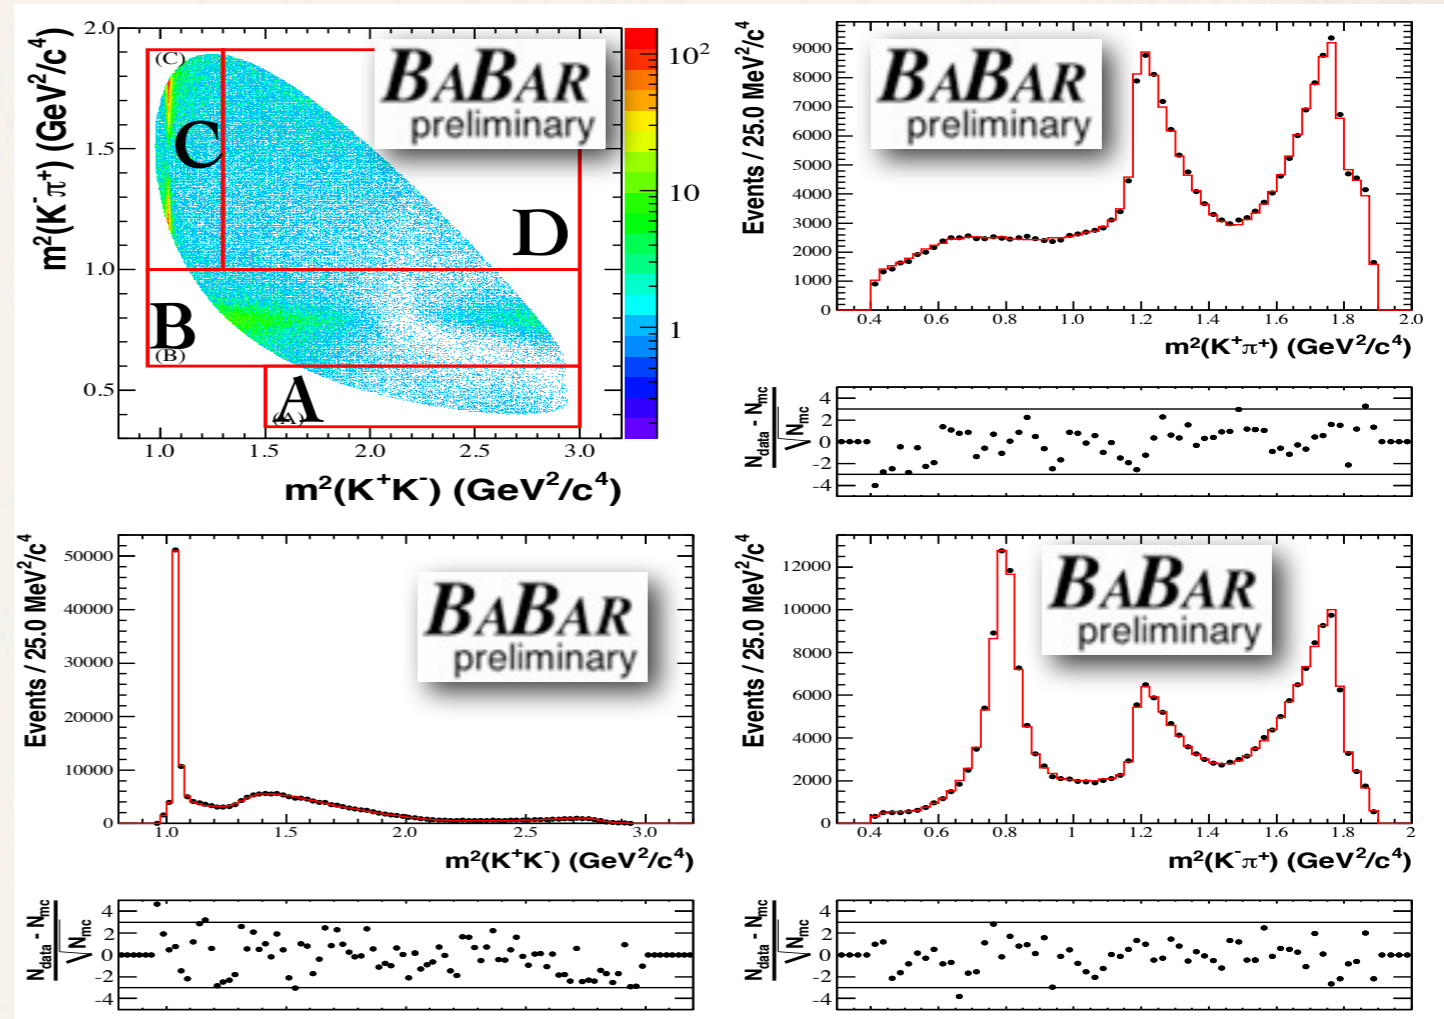 m²(K⁻π⁺) (GeV²/c⁴)
2.0
1.5
1.0
0.5
(C)
C
D
B
(B)
A
(A)
BABAR
preliminary
10²
10
1
1.0 1.5 2.0 2.5 3.0
m²(K⁺K⁻) (GeV²/c⁴)
Events / 25.0 MeV²/c⁴
9000
8000
7000
6000
5000
4000
3000
2000
1000
0
BABAR
preliminary
0.4 0.6 0.8 1.0 1.2 1.4 1.6 1.8 2.0
m²(K⁺π⁺) (GeV²/c⁴)
N_data - N_mc
√N_mc
4
2
0
-2
-4
Events / 25.0 MeV²/c⁴
50000
40000
30000
20000
10000
0
BABAR
preliminary
1.0 1.5 2.0 2.5 3.0
m²(K⁺K⁻) (GeV²/c⁴)
N_data - N_mc
√N_mc
4
2
0
-2
-4
Events / 25.0 MeV²/c⁴
12000
10000
8000
6000
4000
2000
0
BABAR
preliminary
0.4 0.6 0.8 1 1.2 1.4 1.6 1.8 2
m²(K⁻π⁺) (GeV²/c⁴)
N_data - N_mc
√N_mc
4
2
0
-2
-4